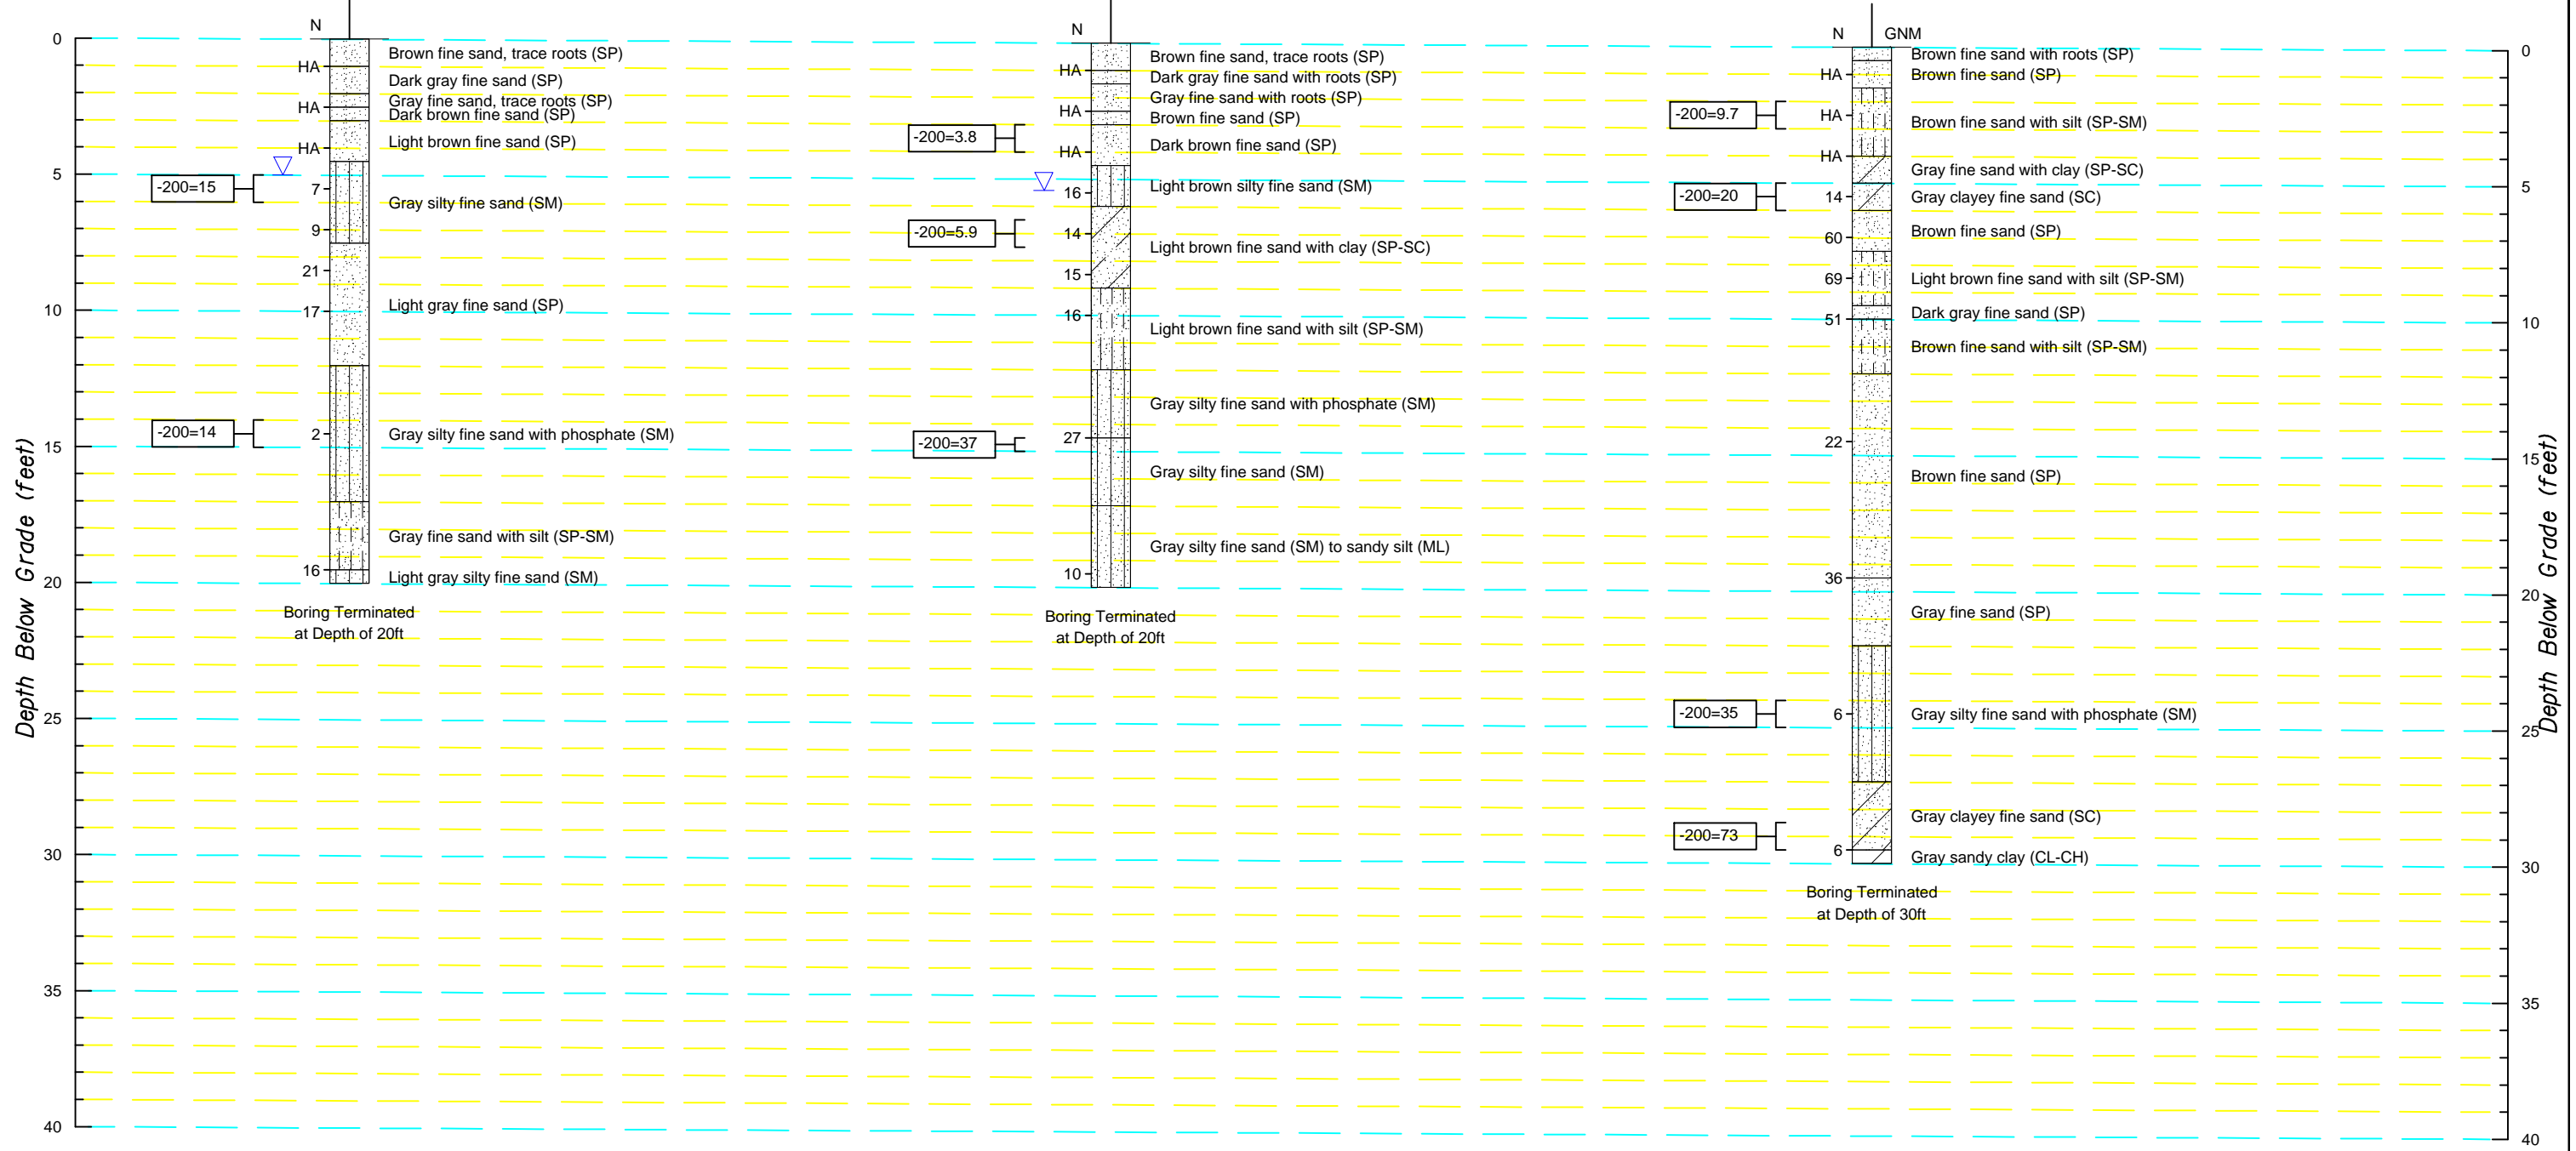 N
HA
HA
HA
7
9
21
17
2
16
Brown fine sand, trace roots (SP)
Dark gray fine sand (SP)
Gray fine sand, trace roots (SP)
Dark brown fine sand (SP)
Light brown fine sand (SP)
Gray silty fine sand (SM)
Light gray fine sand (SP)
Gray silty fine sand with phosphate (SM)
Gray fine sand with silt (SP-SM)
Light gray silty fine sand (SM)
-200=15
-200=14
Boring Terminated
at Depth of 20ft
N
HA
HA
HA
16
14
15
16
27
10
Brown fine sand, trace roots (SP)
Dark gray fine sand with roots (SP)
Gray fine sand with roots (SP)
Brown fine sand (SP)
Dark brown fine sand (SP)
Light brown silty fine sand (SM)
Light brown fine sand with clay (SP-SC)
Light brown fine sand with silt (SP-SM)
Gray silty fine sand with phosphate (SM)
Gray silty fine sand (SM)
Gray silty fine sand (SM) to sandy silt (ML)
-200=3.8
-200=5.9
-200=37
Boring Terminated
at Depth of 20ft
N GNM
HA
HA
HA
14
60
69
51
22
36
6
6
Brown fine sand with roots (SP)
Brown fine sand (SP)
Brown fine sand with silt (SP-SM)
Gray fine sand with clay (SP-SC)
Gray clayey fine sand (SC)
Brown fine sand (SP)
Light brown fine sand with silt (SP-SM)
Dark gray fine sand (SP)
Brown fine sand with silt (SP-SM)
Brown fine sand (SP)
Gray fine sand (SP)
Gray silty fine sand with phosphate (SM)
Gray clayey fine sand (SC)
Gray sandy clay (CL-CH)
-200=9.7
-200=20
-200=35
-200=73
Boring Terminated
at Depth of 30ft
Depth Below Grade (feet)
0
5
10
15
20
25
30
35
40
Depth Below Grade (feet)
0
5
10
15
20
25
30
35
40